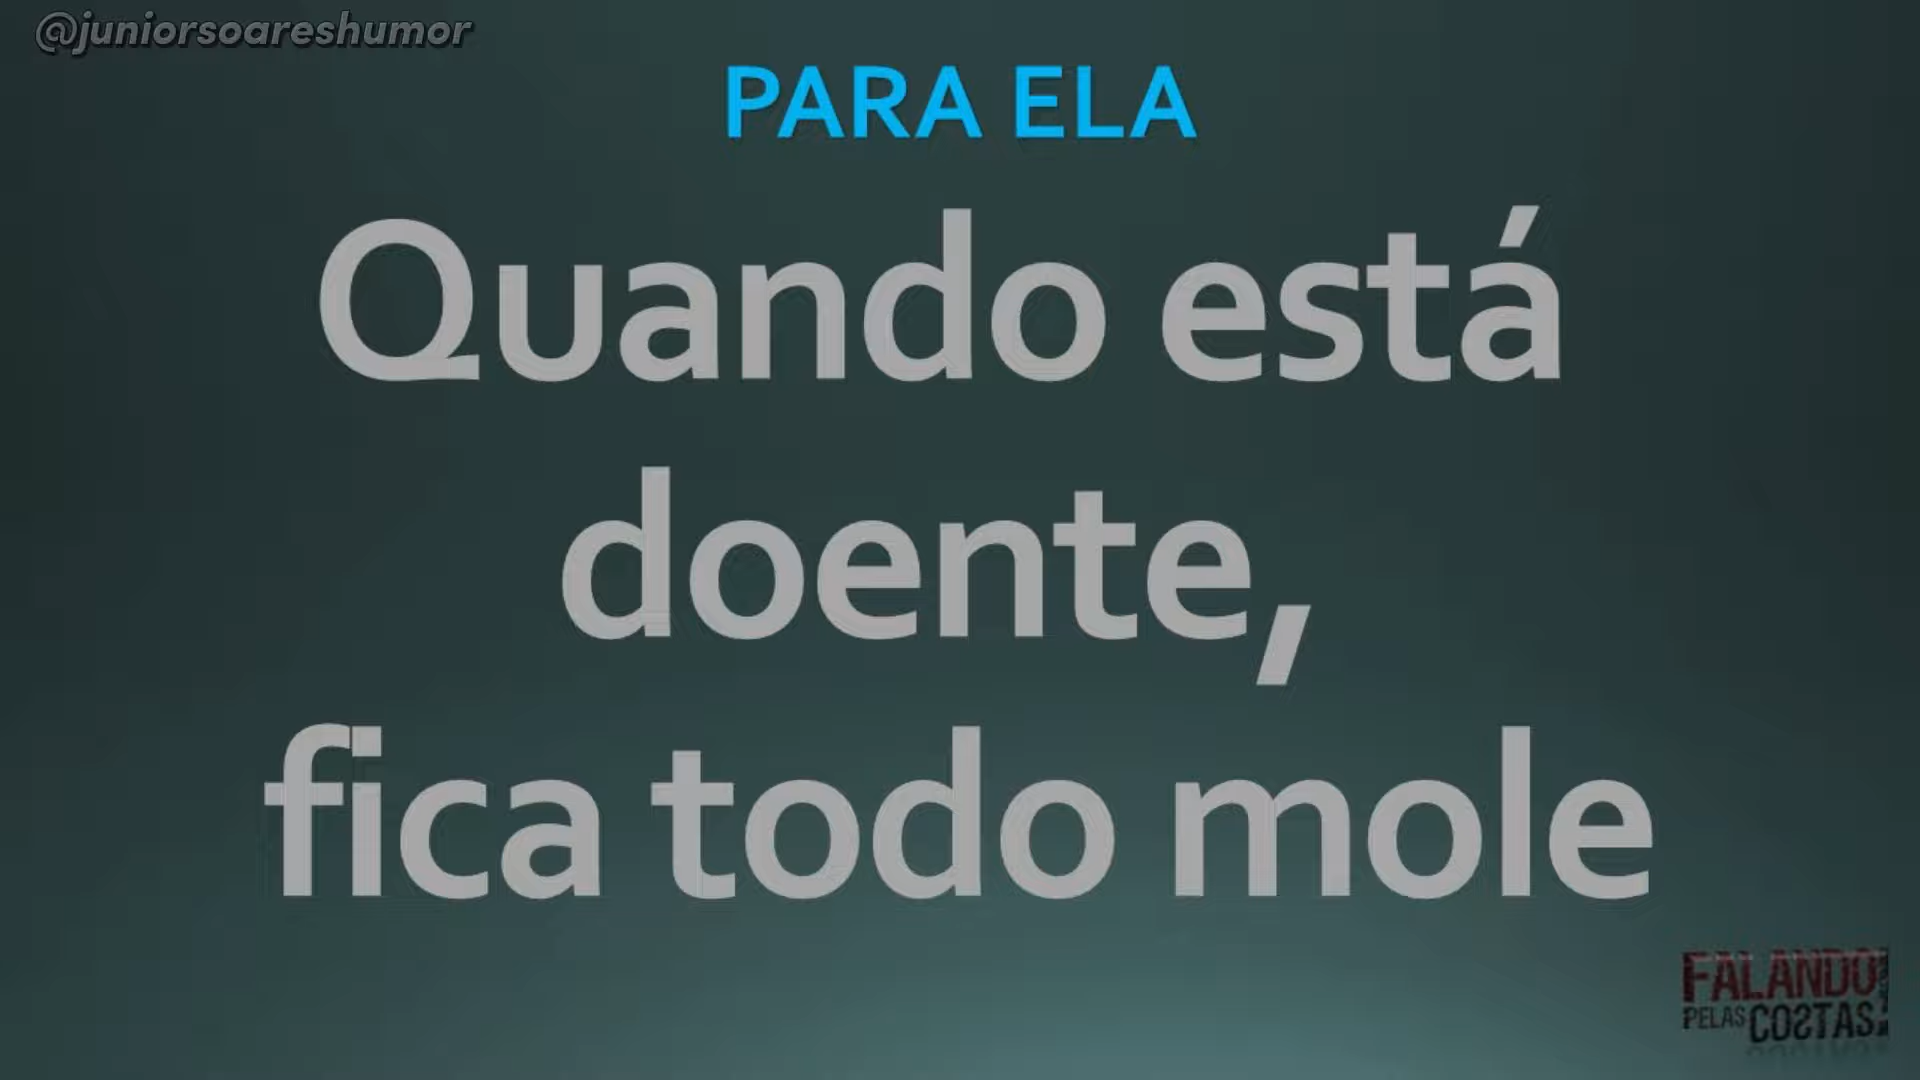 @juniorsoareshumor
PARA ELA
Quando está
doente,
fica todo mole
FALANDO
PELAS COSTAS